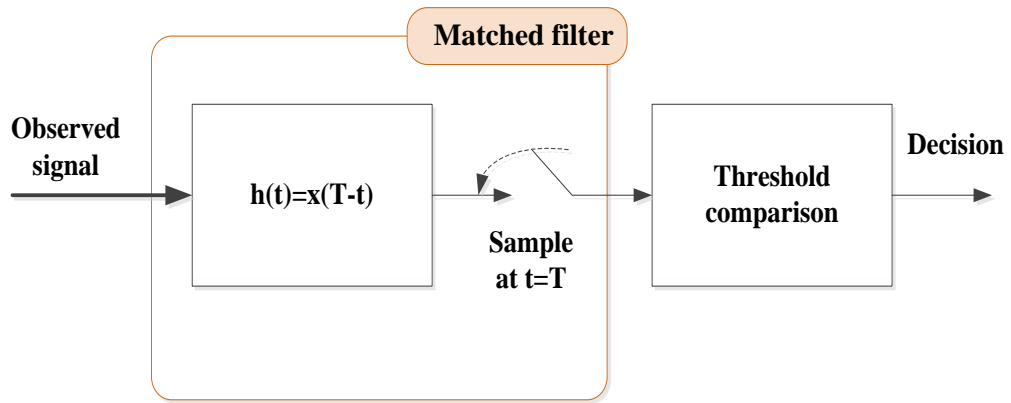 Matched filter
Observed
signal
h(t)=x(T-t)
Sample
at t=T
Threshold
comparison
Decision